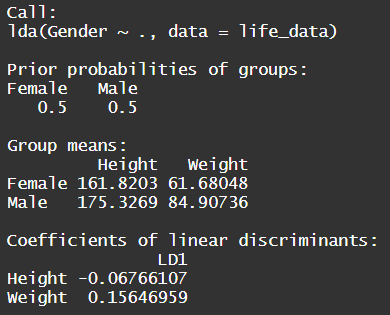 Call:
lda(Gender ~ ., data = life_data)
Prior probabilities of groups:
Female Male
0.5 0.5
Group means:
Height Weight
Female 161.8203 61.68048
Male 175.3269 84.90736
Coefficients of linear discriminants:
LD1
Height -0.06766107
Weight 0.15646959